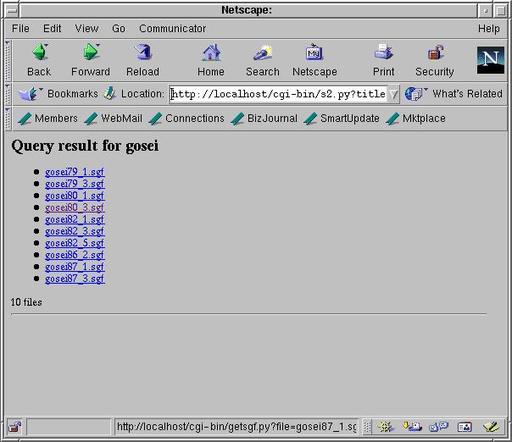 Netscape:
File Edit View Go Communicator Help
Back Forward Reload Home Search Netscape Print Security
Bookmarks Location: http://localhost/cgi-bin/s2.py?title What's Related
Members WebMail Connections BizJournal SmartUpdate Mktplace
Query result for gosei
gosei79_1.sgf
gosei79_3.sgf
gosei80_1.sgf
gosei80_3.sgf
gosei82_1.sgf
gosei82_3.sgf
gosei82_5.sgf
gosei86_2.sgf
gosei87_1.sgf
gosei87_3.sgf
10 files
http://localhost/cgi-bin/getsgf.py?file=gosei87_1.sg